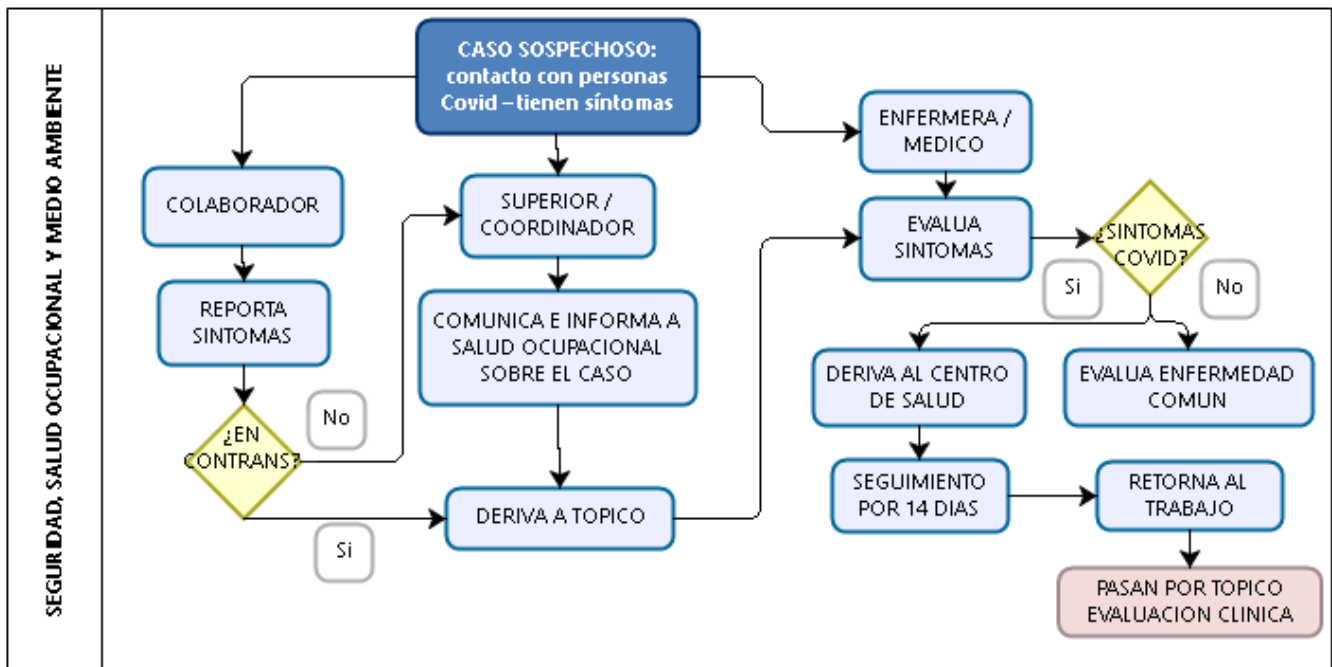 SEGURIDAD, SALUD OCUPACIONAL Y MEDIO AMBIENTE
CASO SOSPECHOSO:
contacto con personas
Covid – tienen síntomas
COLABORADOR
REPORTA
SINTOMAS
¿EN
CONTRANS?
No
Si
SUPERIOR /
COORDINADOR
COMUNICA E INFORMA A
SALUD OCUPACIONAL
SOBRE EL CASO
DERIVA A TOPICO
ENFERMERA /
MEDICO
EVALUA
SINTOMAS
¿SINTOMAS
COVID?
Si
No
DERIVA AL CENTRO
DE SALUD
EVALUA ENFERMEDAD
COMUN
SEGUIMIENTO
POR 14 DIAS
RETORNA AL
TRABAJO
PASAN POR TOPICO
EVALUACION CLINICA